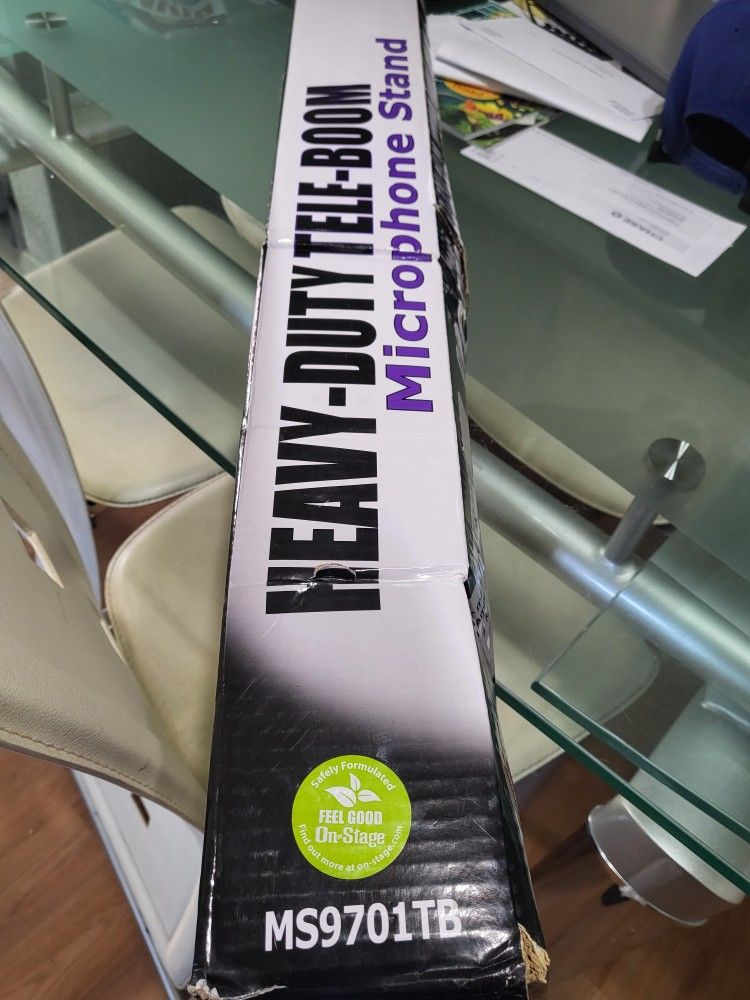 HEAVY-DUTY TELE-BOOM
Microphone Stand
Safely Formulated
FEEL GOOD
On-Stage
Find out more at on-stage.com
MS9701TB
CHASE